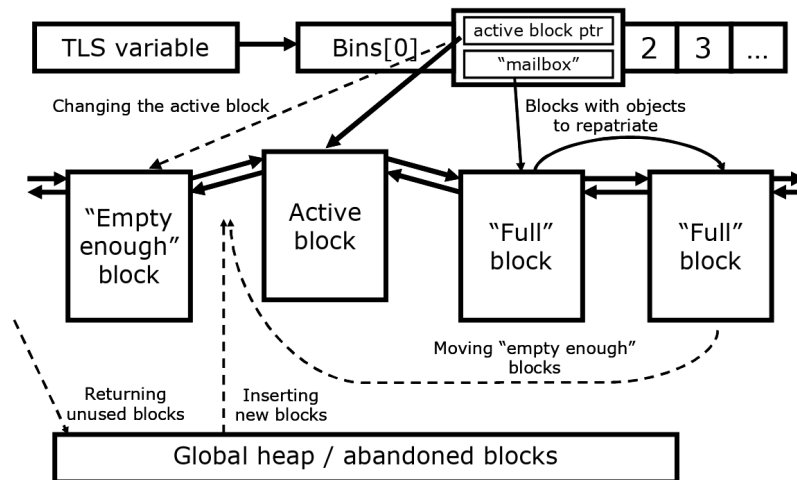 TLS variable
Bins[0]
active block ptr
“mailbox”
2
3
...
Changing the active block
Blocks with objects
to repatriate
“Empty
enough”
block
Active
block
“Full”
block
“Full”
block
Moving “empty enough”
blocks
Returning
unused blocks
Inserting
new blocks
Global heap / abandoned blocks